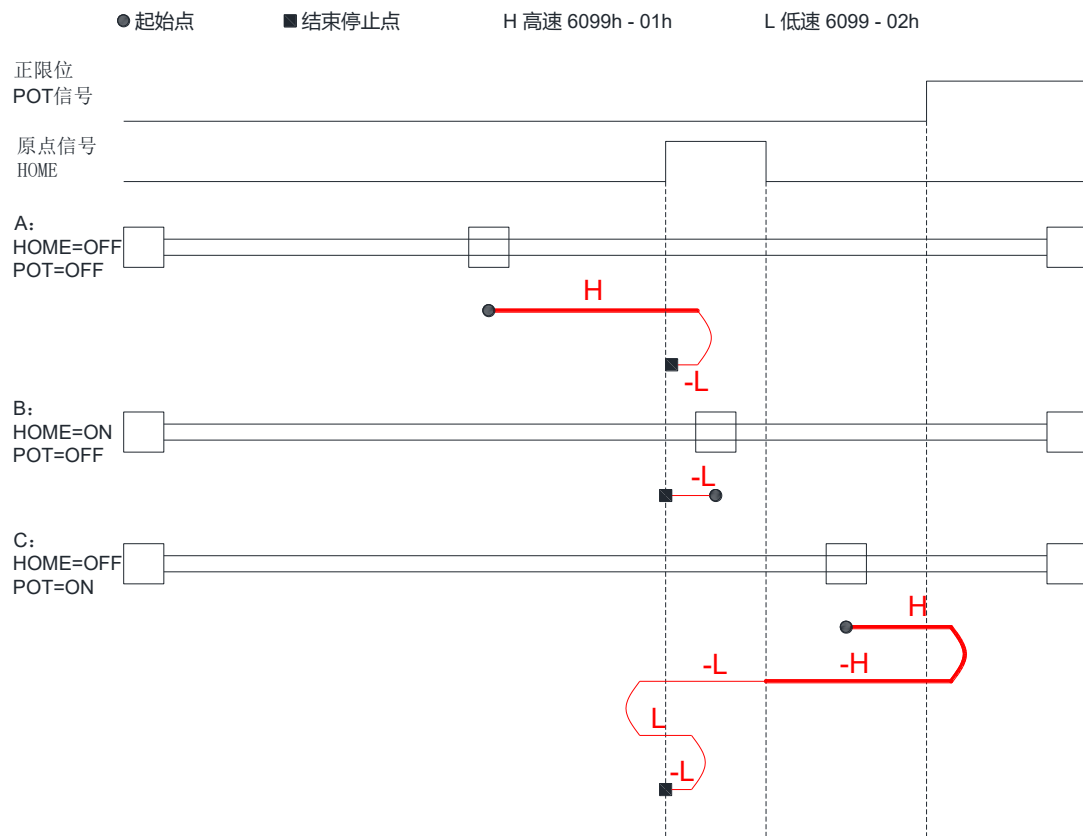 起始点 结束停止点 H 高速 6099h - 01h L 低速 6099 - 02h
正限位
POT信号
原点信号
HOME
A:
HOME=OFF
POT=OFF
H
-L
B:
HOME=ON
POT=OFF
-L
C:
HOME=OFF
POT=ON
H
-L -H
L
-L